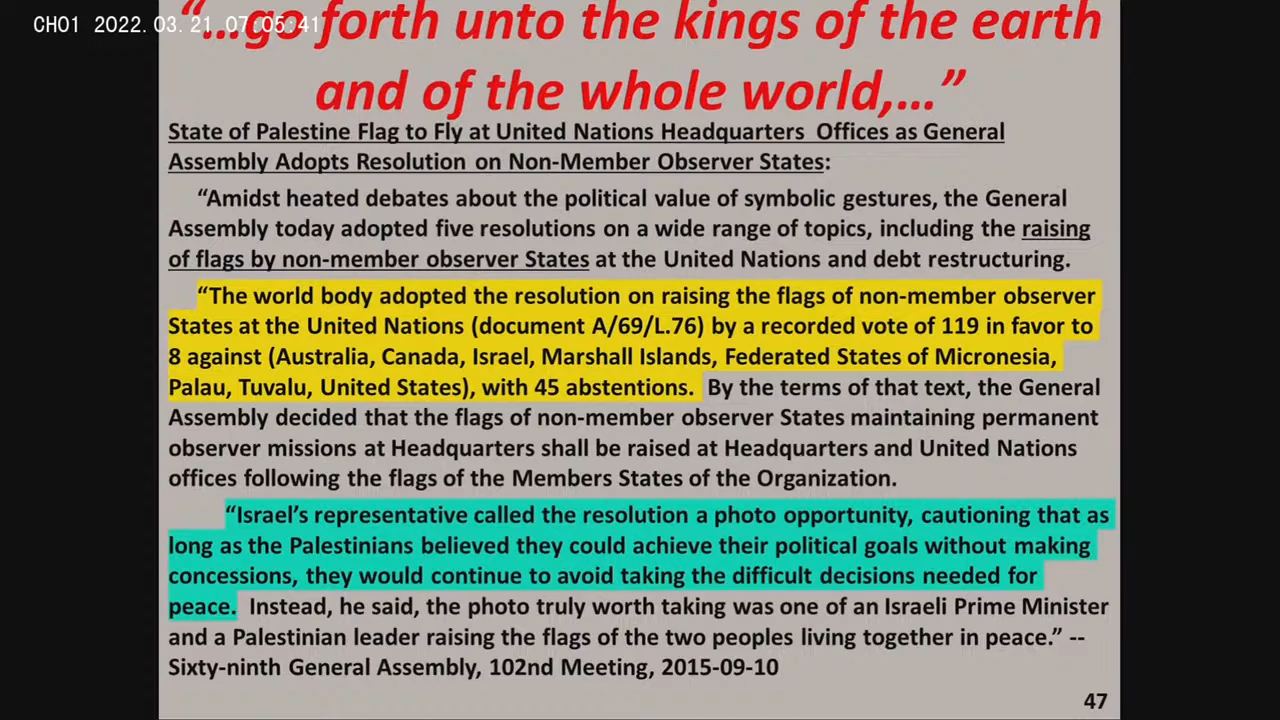 CH01 2022.03.21 07:05:41
“…go forth unto the kings of the earth
and of the whole world,…”
State of Palestine Flag to Fly at United Nations Headquarters Offices as General
Assembly Adopts Resolution on Non-Member Observer States:
“Amidst heated debates about the political value of symbolic gestures, the General
Assembly today adopted five resolutions on a wide range of topics, including the raising
of flags by non-member observer States at the United Nations and debt restructuring.
“The world body adopted the resolution on raising the flags of non-member observer
States at the United Nations (document A/69/L.76) by a recorded vote of 119 in favor to
8 against (Australia, Canada, Israel, Marshall Islands, Federated States of Micronesia,
Palau, Tuvalu, United States), with 45 abstentions. By the terms of that text, the General
Assembly decided that the flags of non-member observer States maintaining permanent
observer missions at Headquarters shall be raised at Headquarters and United Nations
offices following the flags of the Members States of the Organization.
“Israel’s representative called the resolution a photo opportunity, cautioning that as
long as the Palestinians believed they could achieve their political goals without making
concessions, they would continue to avoid taking the difficult decisions needed for
peace. Instead, he said, the photo truly worth taking was one of an Israeli Prime Minister
and a Palestinian leader raising the flags of the two peoples living together in peace.” --
Sixty-ninth General Assembly, 102nd Meeting, 2015-09-10
47